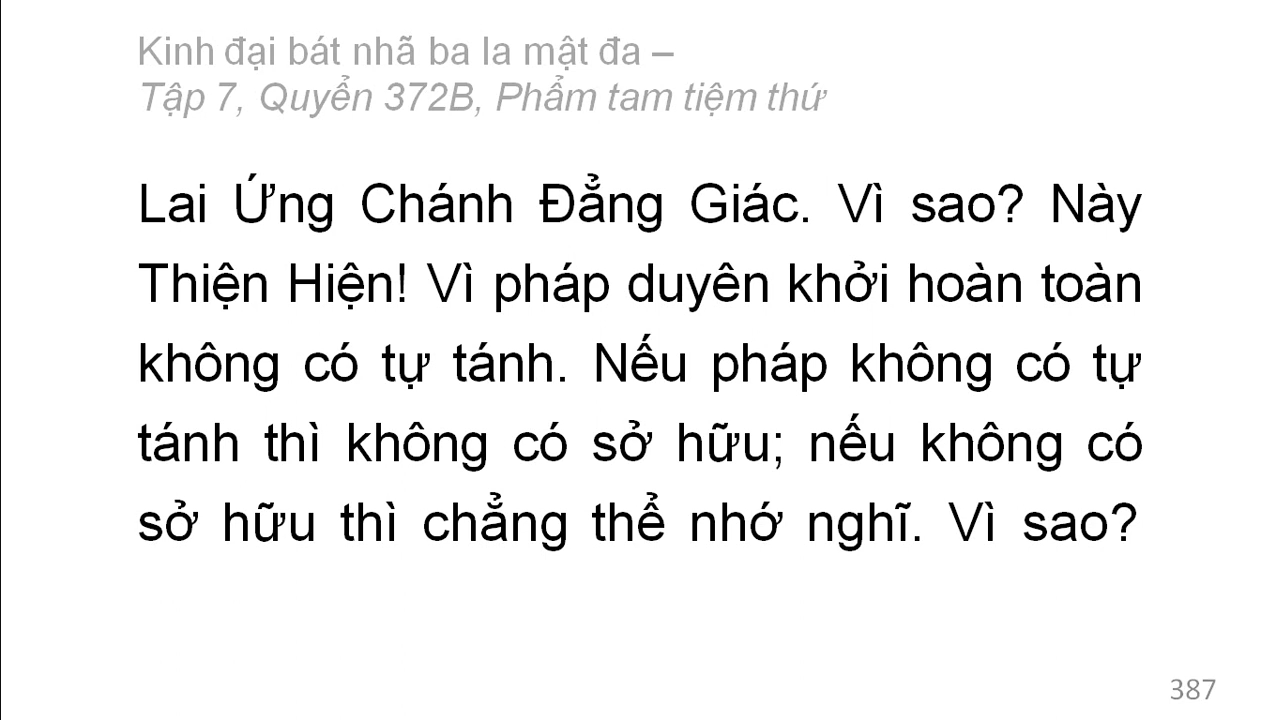 Kinh đại bát nhã ba la mật đa –
Tập 7, Quyển 372B, Phẩm tam tiệm thứ
Lai Ứng Chánh Đẳng Giác. Vì sao? Này
Thiện Hiện! Vì pháp duyên khởi hoàn toàn
không có tự tánh. Nếu pháp không có tự
tánh thì không có sở hữu; nếu không có
sở hữu thì chẳng thể nhớ nghĩ. Vì sao?
387